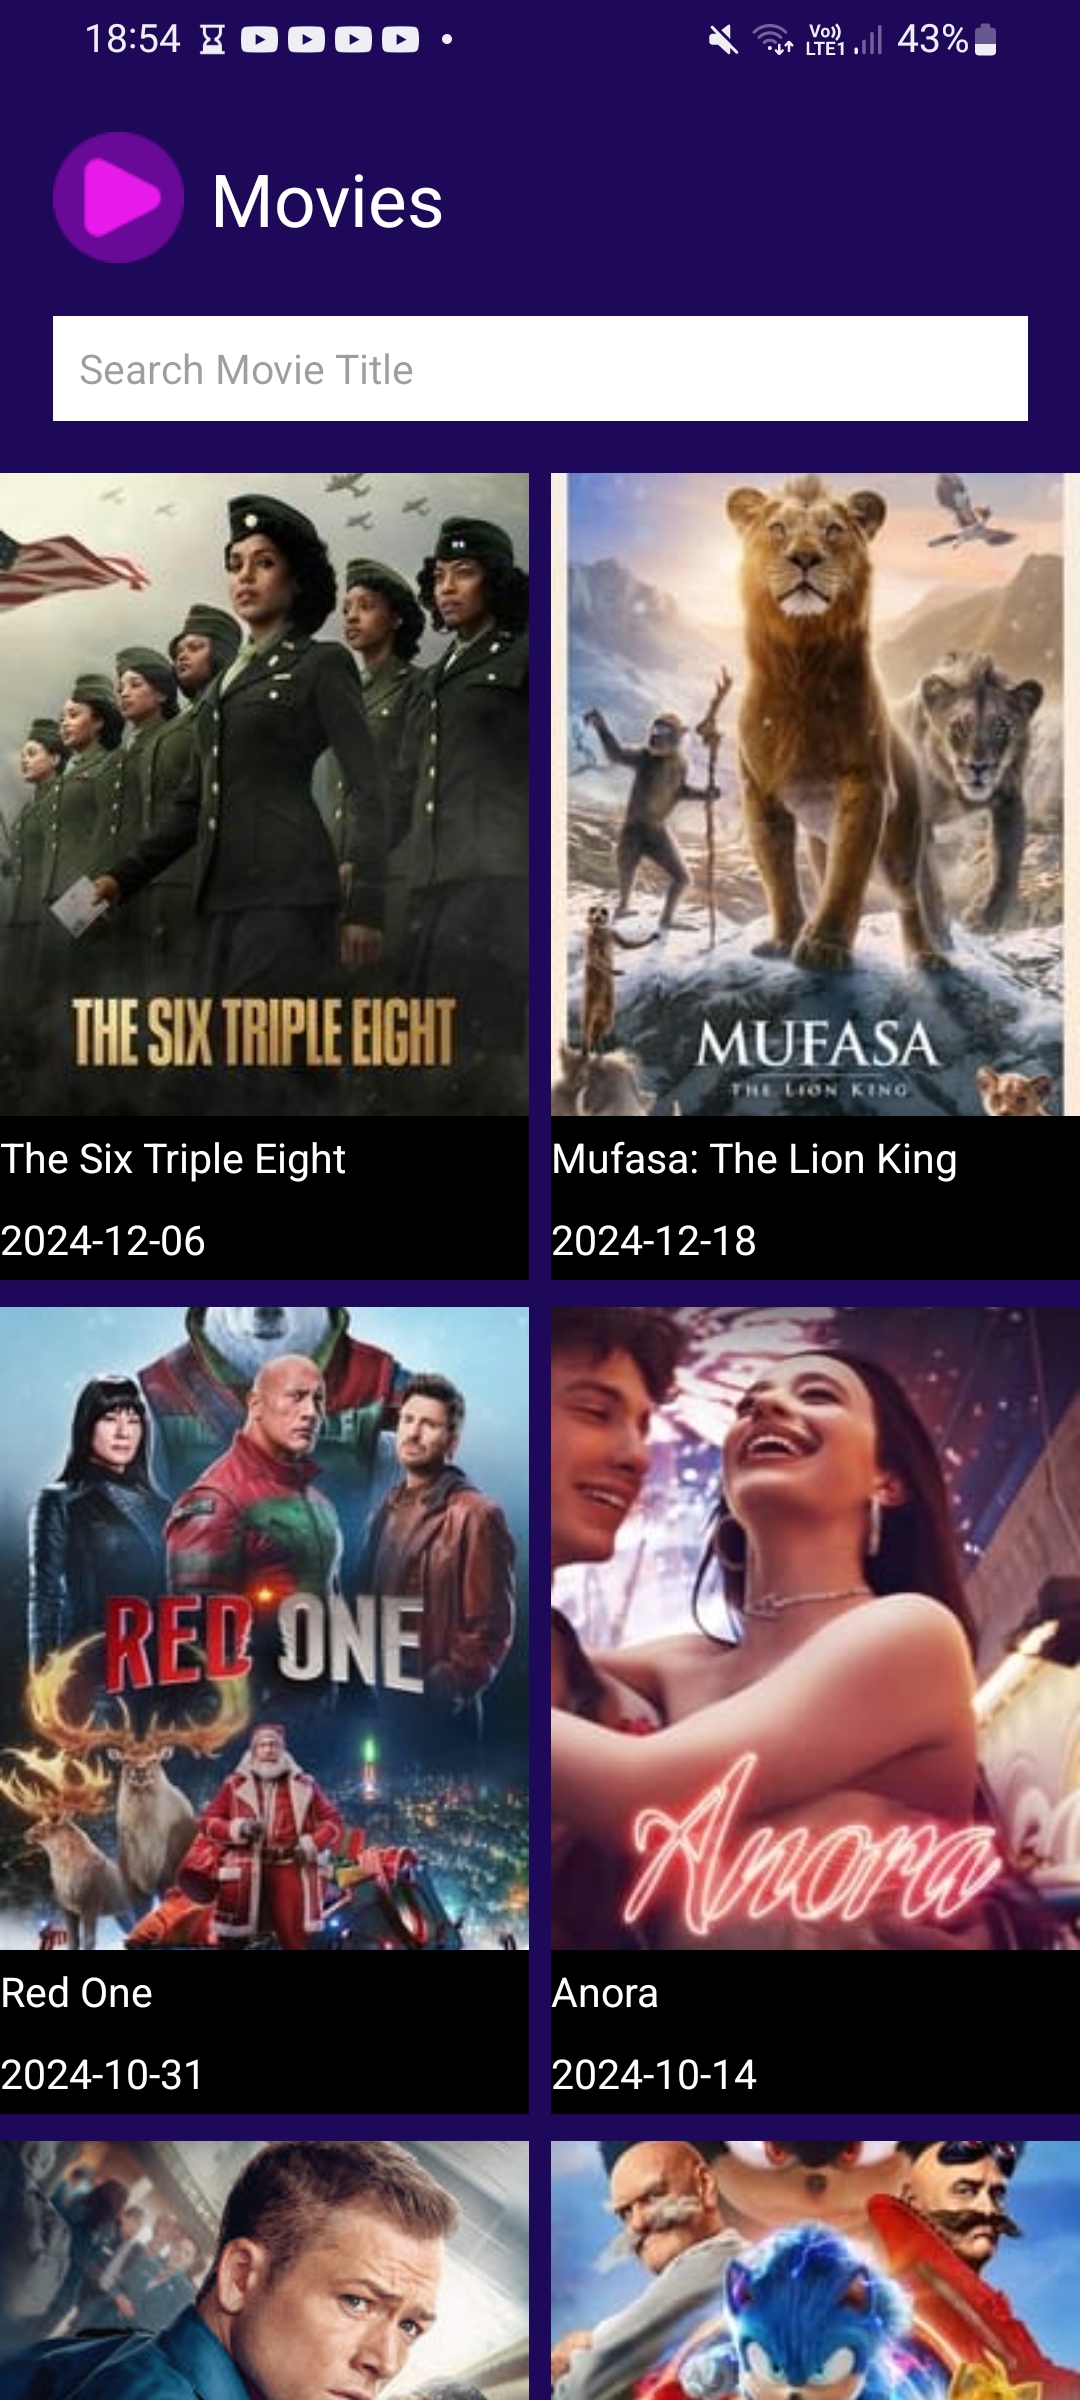 18:54
Vo))
LTE1
43%
Movies
Search Movie Title
THE SIX TRIPLE EIGHT
MUFASA
THE LION KING
The Six Triple Eight
Mufasa: The Lion King
2024-12-06
2024-12-18
RED ONE
Anora
Red One
Anora
2024-10-31
2024-10-14